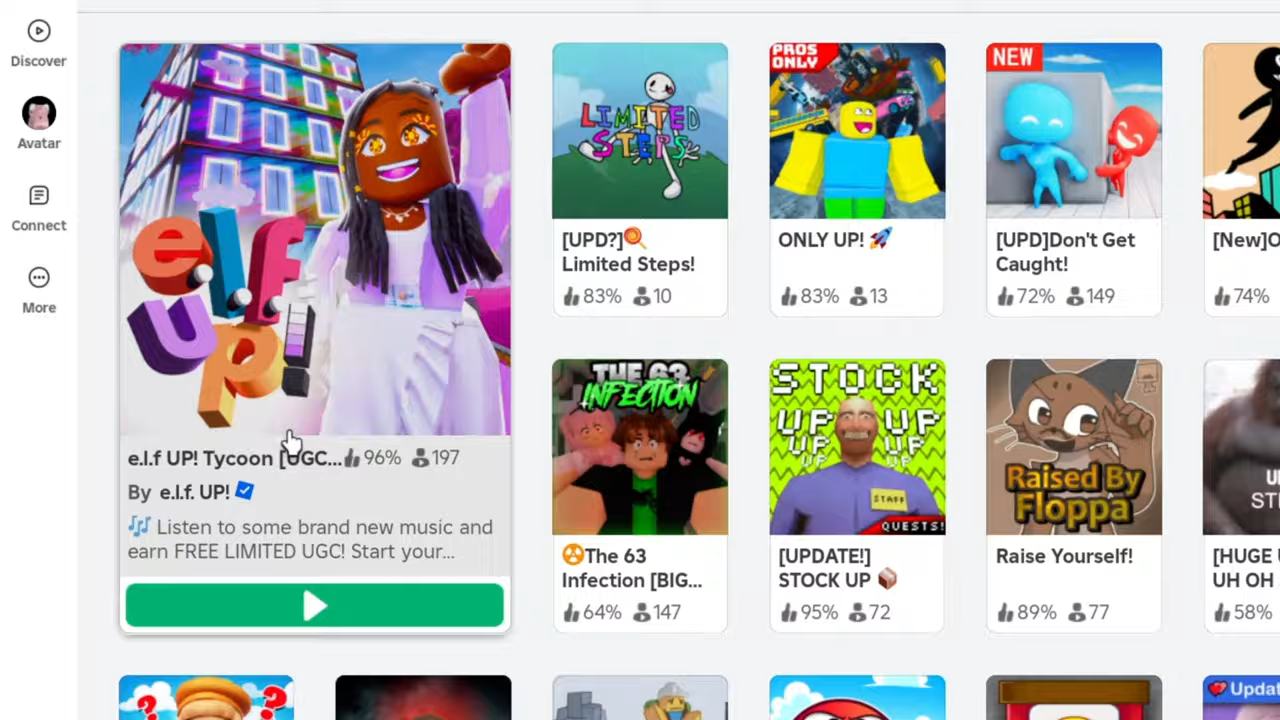 Discover
Avatar
Connect
More
e.l.f.
up!
e.l.f UP! Tycoon [UGC... 96% 197
By e.l.f. UP!
Listen to some brand new music and
earn FREE LIMITED UGC! Start your...
LIMITED
STEPS
[UPD?]
Limited Steps!
83% 10
PROS
ONLY
ONLY UP!
83% 13
NEW
[UPD]Don't Get
Caught!
72% 149
[New]O
74%
THE 63
INFECTION
The 63
Infection [BIG...
64% 147
STOCK
UP UP
UP UP
UP UP
STAFF
QUESTS!
[UPDATE!]
STOCK UP
95% 72
Raised By
Floppa
Raise Yourself!
89% 77
[HUGE
UH OH
58%
? ?
Updat